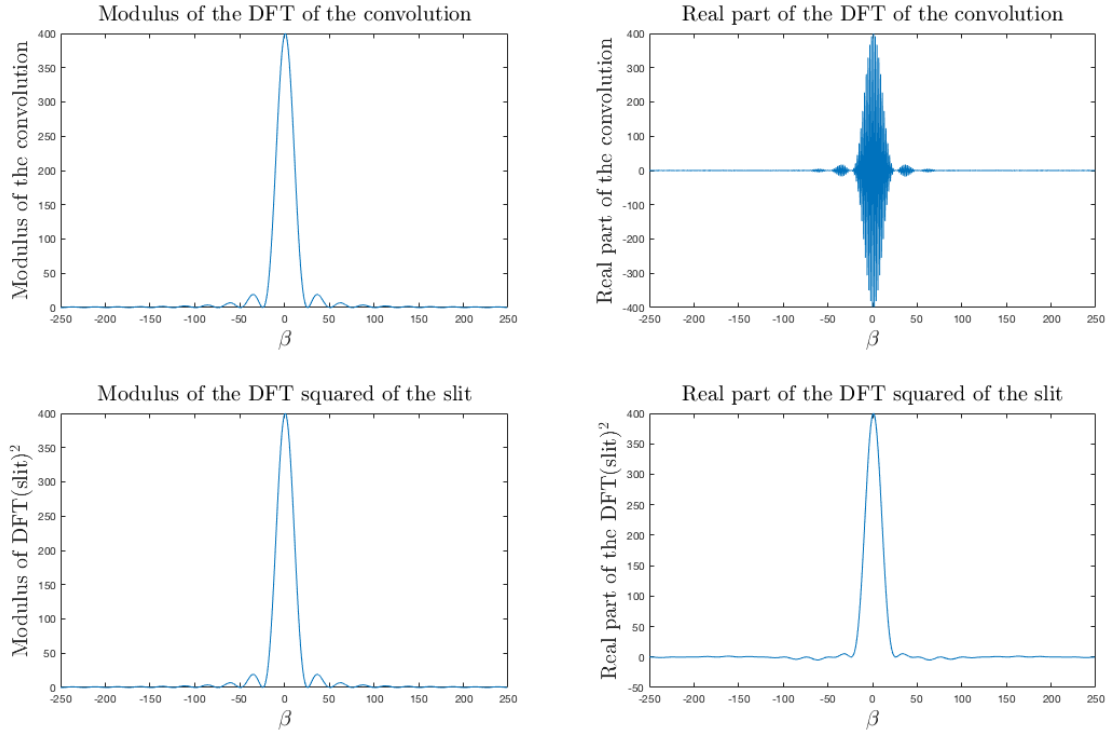 Modulus of the DFT of the convolution
Modulus of the convolution
400
350
300
250
200
150
100
50
0
-250 -200 -150 -100 -50 0 50 100 150 200 250
β
Real part of the DFT of the convolution
Real part of the convolution
400
300
200
100
0
-100
-200
-300
-400
-250 -200 -150 -100 -50 0 50 100 150 200 250
β
Modulus of the DFT squared of the slit
Modulus of DFT(slit)²
400
350
300
250
200
150
100
50
0
-250 -200 -150 -100 -50 0 50 100 150 200 250
β
Real part of the DFT squared of the slit
Real part of the DFT(slit)²
400
350
300
250
200
150
100
50
0
-50
-250 -200 -150 -100 -50 0 50 100 150 200 250
β